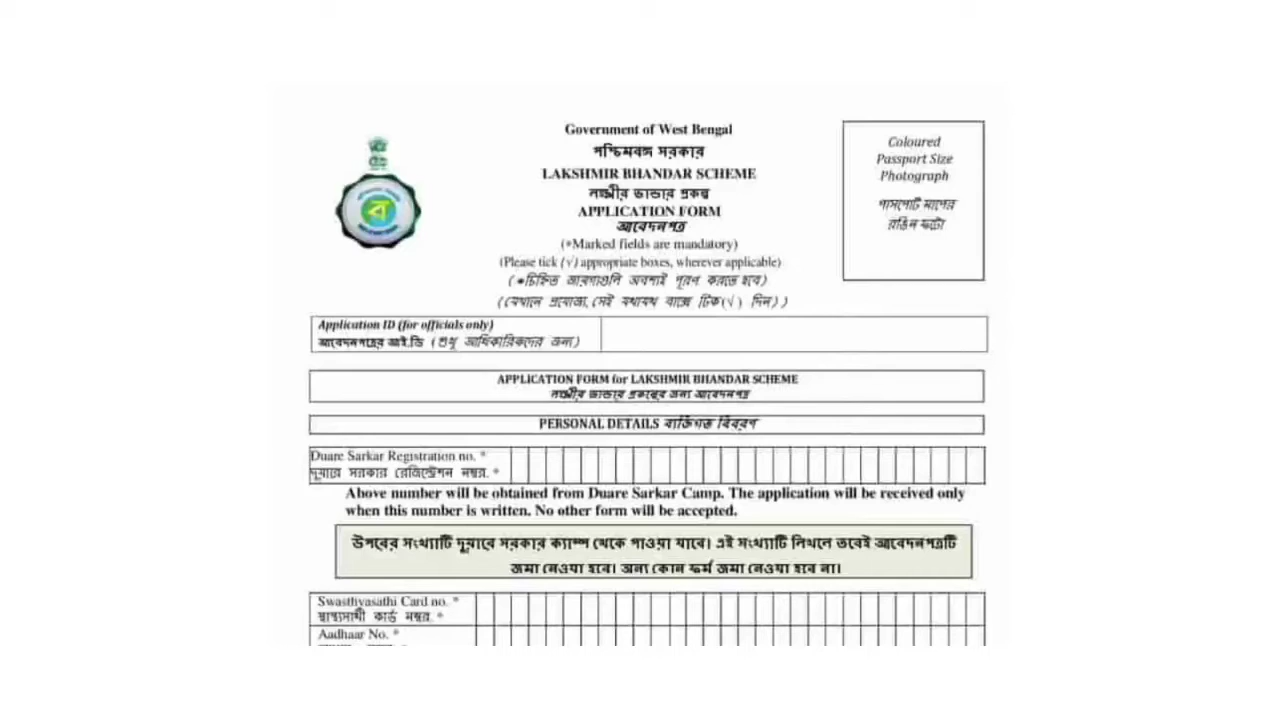 Government of West Bengal
পশ্চিমবঙ্গ সরকার
LAKSHMIR BHANDAR SCHEME
লক্ষ্মীর ভান্ডার প্রকল্প
APPLICATION FORM
আবেদনপত্র
(*Marked fields are mandatory)
(Please tick (√) appropriate boxes, wherever applicable)
(*চিহ্নিত জায়গাগুলি অবশ্যই পূরণ করতে হবে)
((যেখানে প্রযোজ্য, সেই যথাযথ বাক্সে টিক(√) দিন))
Coloured
Passport Size
Photograph
পাসপোর্ট মাপের
রঙিন ফটো
ব
Application ID (for officials only)
আবেদনপত্রের আই.ডি (শুধু আধিকারিকদের জন্য)
APPLICATION FORM for LAKSHMIR BHANDAR SCHEME
লক্ষ্মীর ভান্ডার প্রকল্পের জন্য আবেদনপত্র
PERSONAL DETAILS ব্যক্তিগত বিবরণ
Duare Sarkar Registration no. *
দুয়ারে সরকার রেজিস্ট্রেশন নম্বর. *
Above number will be obtained from Duare Sarkar Camp. The application will be received only
when this number is written. No other form will be accepted.
উপরের সংখ্যাটি দুয়ারে সরকার ক্যাম্প থেকে পাওয়া যাবে। এই সংখ্যাটি লিখলে তবেই আবেদনপত্রটি
জমা নেওয়া হবে। অন্য কোন ফর্ম জমা নেওয়া হবে না।
Swasthyasathi Card no. *
স্বাস্থ্যসাথী কার্ড নম্বর. *
Aadhaar No. *